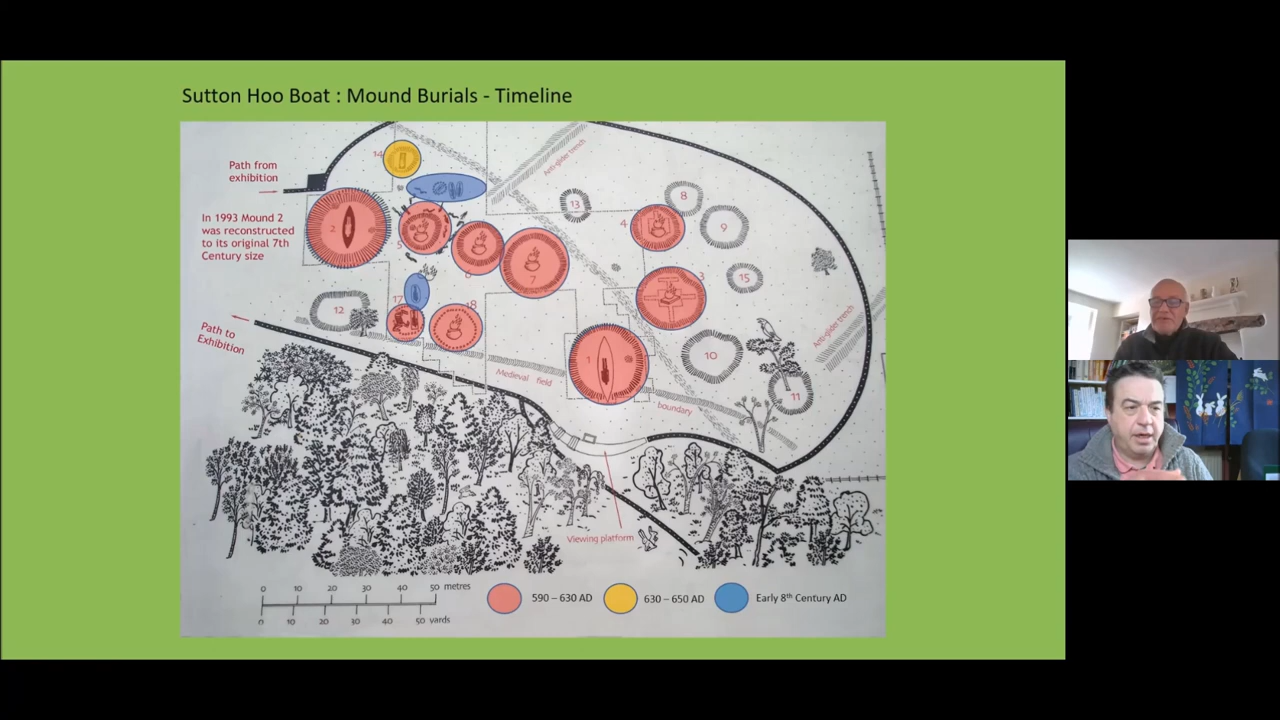 Sutton Hoo Boat : Mound Burials - Timeline
Path from
exhibition
In 1993 Mound 2
was reconstructed
to its original 7th
Century size
Path to
Exhibition
14
Anti-glider trench
2
5
6
7
13
8
4
9
3
15
12
17
18
1
10
11
Anti-glider trench
Medieval field
boundary
Viewing platform
0 10 20 30 40 50 metres
0 10 20 30 40 50 yards
590 – 630 AD
630 – 650 AD
Early 8th Century AD